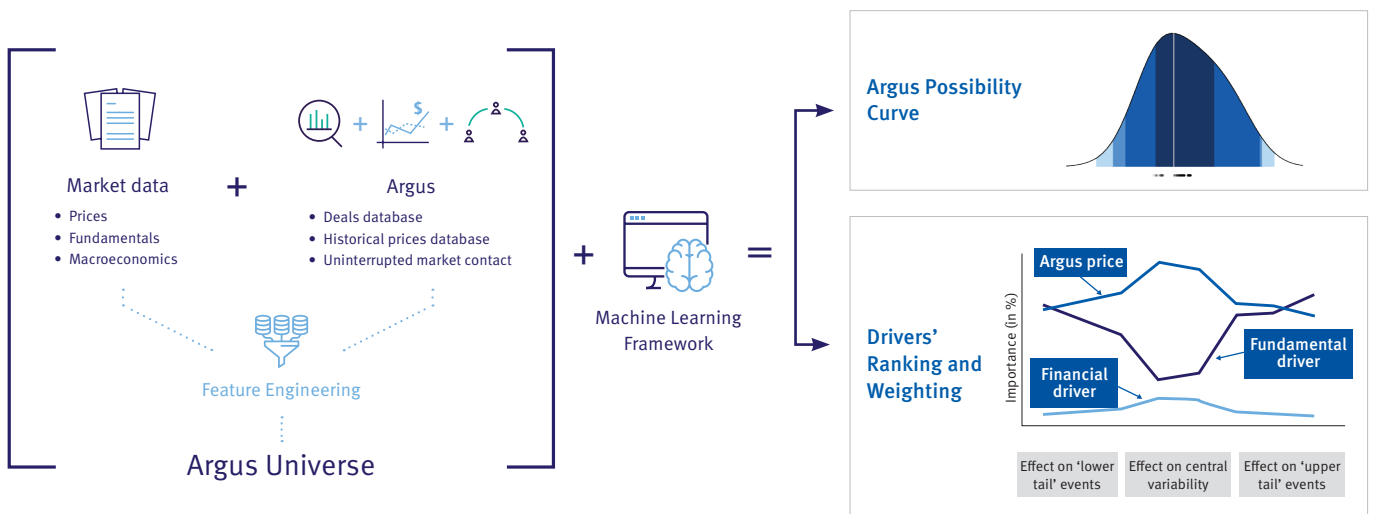 Market data
• Prices
• Fundamentals
• Macroeconomics
+
$
+
+
Argus
• Deals database
• Historical prices database
• Uninterrupted market contact
Feature Engineering
Argus Universe
+
Machine Learning
Framework
=
Argus Possibility
Curve
Drivers’
Ranking and
Weighting
Importance (in %)
Argus price
Financial
driver
Fundamental
driver
Effect on ‘lower
tail’ events
Effect on central
variability
Effect on ‘upper
tail’ events